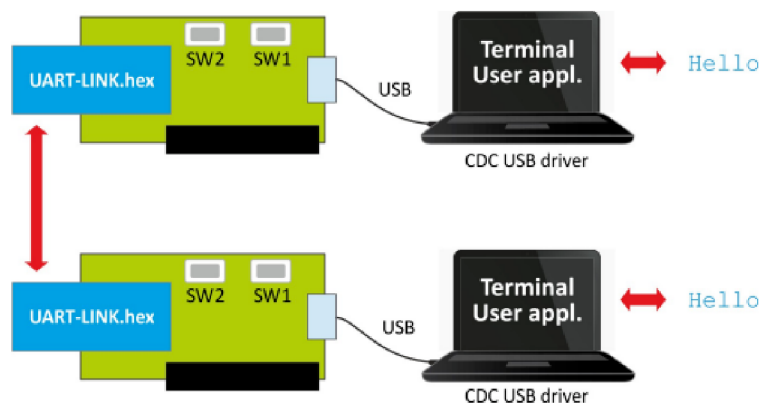 SW2 SW1
UART-LINK.hex
USB
Terminal
User appl.
Hello
CDC USB driver
SW2 SW1
UART-LINK.hex
USB
Terminal
User appl.
Hello
CDC USB driver